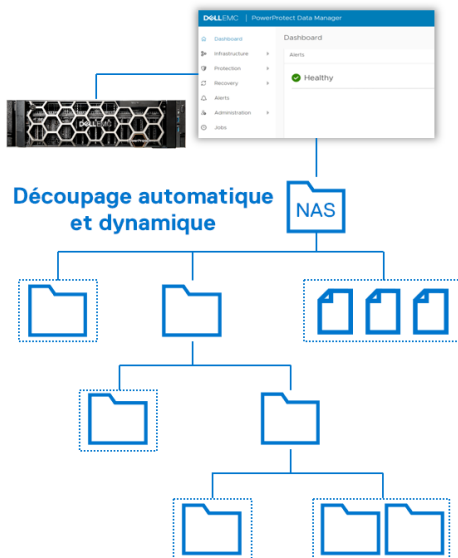 DELLEMC | PowerProtect Data Manager
Dashboard
Infrastructure
Protection
Recovery
Alerts
Administration
Jobs
Dashboard
Alerts
Healthy
DELLEMC
Découpage automatique
et dynamique
NAS